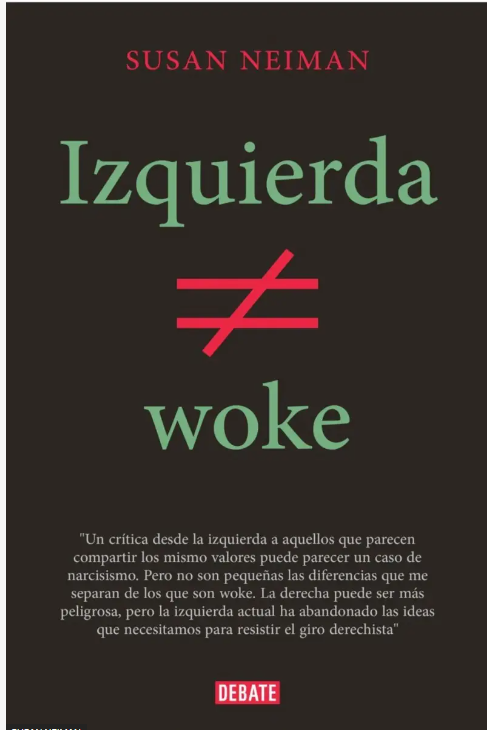 SUSAN NEIMAN
Izquierda
≠
woke
"Un crítica desde la izquierda a aquellos que parecen
compartir los mismo valores puede parecer un caso de
narcisismo. Pero no son pequeñas las diferencias que me
separan de los que son woke. La derecha puede ser más
peligrosa, pero la izquierda actual ha abandonado las ideas
que necesitamos para resistir el giro derechista"
DEBATE